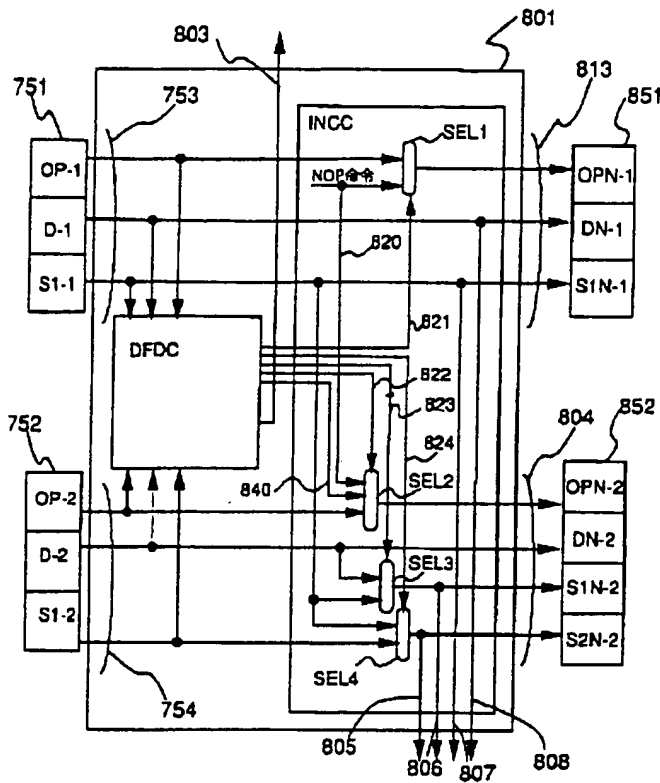 803
801
751
753
813
851
INCC
SEL1
OP-1
NOP命令
OPN-1
D-1
820
DN-1
S1-1
S1N-1
821
DFDC
822
823
804
852
752
824
OP-2
840
SEL2
OPN-2
D-2
DN-2
SEL3
S1N-2
S1-2
S2N-2
SEL4
754
805
806
807
808